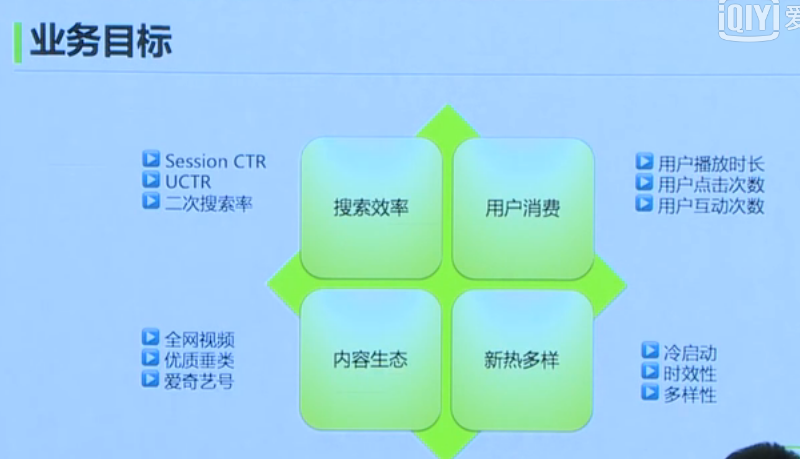 业务目标
iQIYI 爱
Session CTR
UCTR
二次搜索率
搜索效率
用户消费
用户播放时长
用户点击次数
用户互动次数
全网视频
优质垂类
爱奇艺号
内容生态
新热多样
冷启动
时效性
多样性